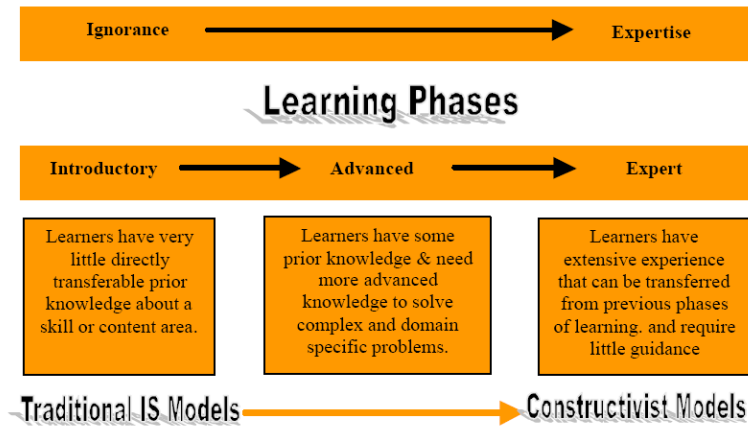 Ignorance Expertise
Learning Phases
Introductory Advanced Expert
Learners have very
little directly
transferable prior
knowledge about a
skill or content area.
Learners have some
prior knowledge & need
more advanced
knowledge to solve
complex and domain
specific problems.
Learners have
extensive experience
that can be transferred
from previous phases
of learning. and require
little guidance
Traditional IS Models Constructivist Models